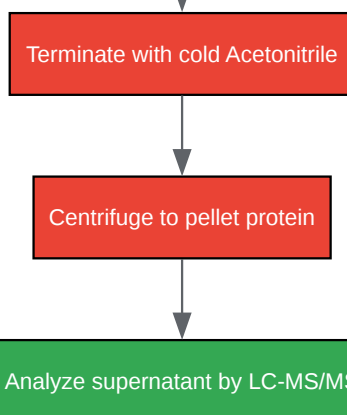 Terminate with cold Acetonitrile
Centrifuge to pellet protein
Analyze supernatant by LC-MS/MS